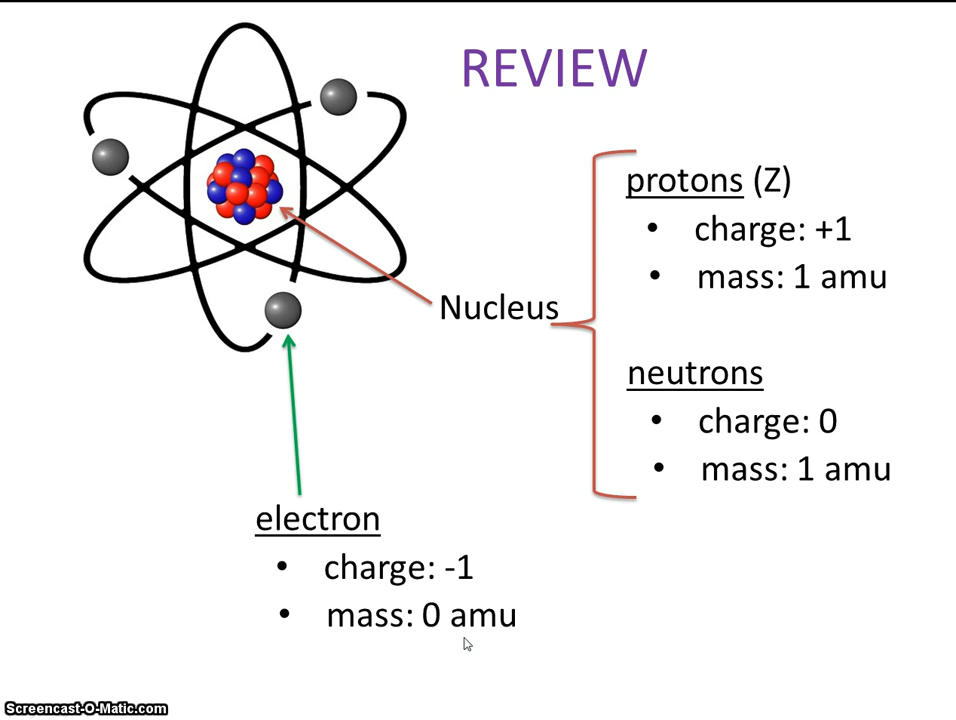 REVIEW
protons (Z)
• charge: +1
• mass: 1 amu
Nucleus
neutrons
• charge: 0
• mass: 1 amu
electron
• charge: -1
• mass: 0 amu
Screencast-O-Matic.com